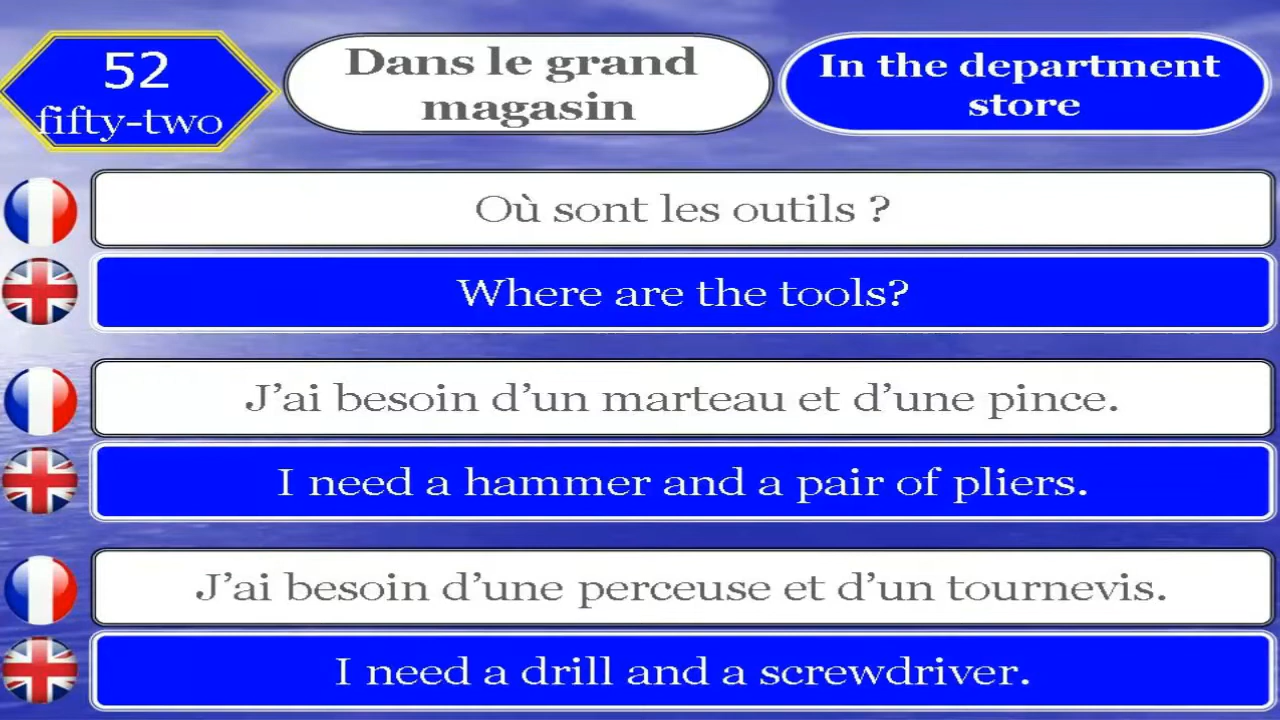 52
fifty-two
Dans le grand
magasin
In the department
store
Où sont les outils ?
Where are the tools?
J’ai besoin d’un marteau et d’une pince.
I need a hammer and a pair of pliers.
J’ai besoin d’une perceuse et d’un tournevis.
I need a drill and a screwdriver.